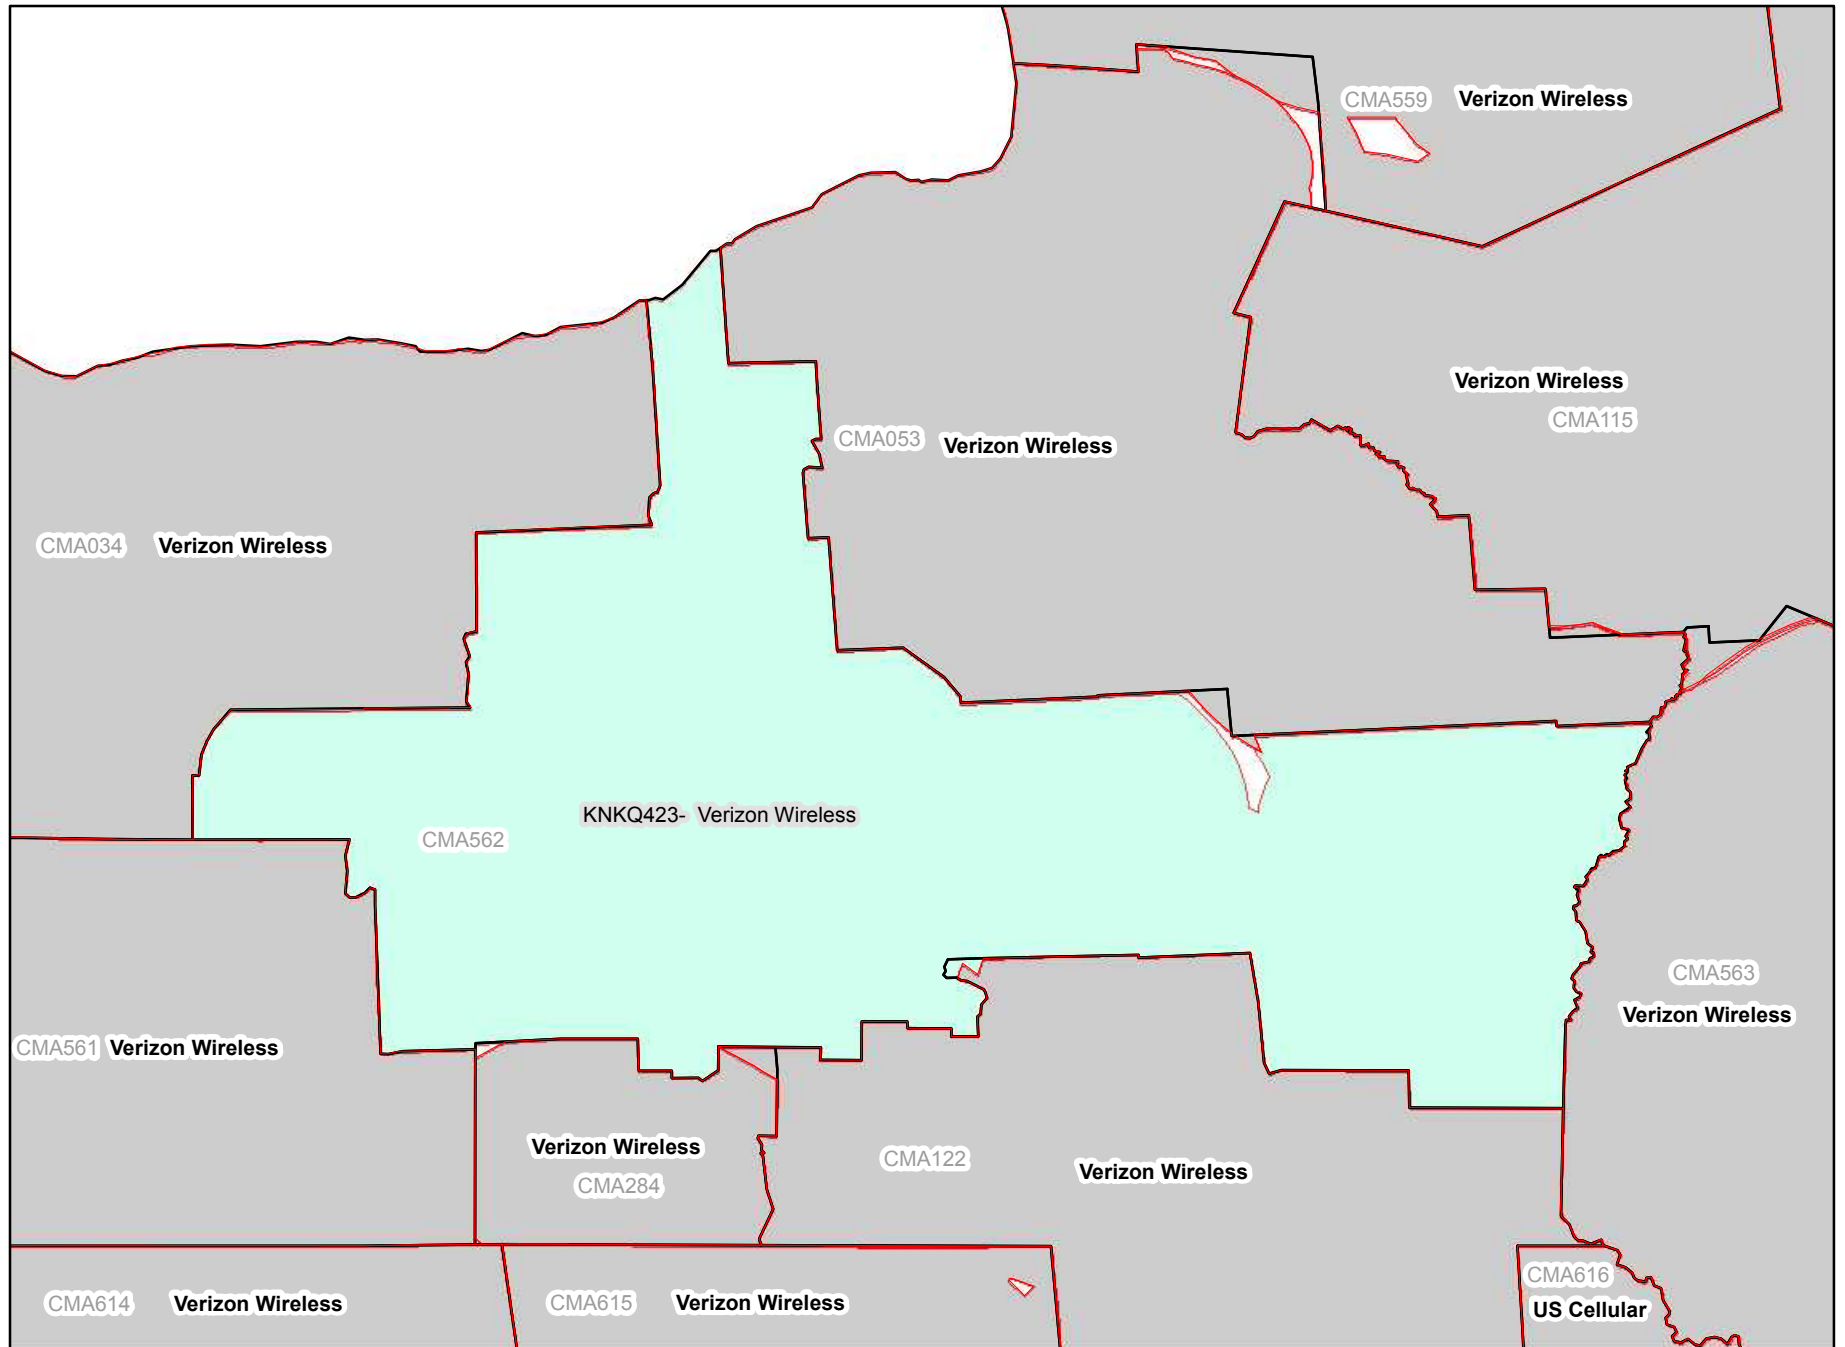 CMA559 Verizon Wireless
Verizon Wireless
CMA115
CMA053 Verizon Wireless
CMA034 Verizon Wireless
KNKQ423- Verizon Wireless
CMA562
CMA563
Verizon Wireless
CMA561 Verizon Wireless
Verizon Wireless
CMA284
CMA122 Verizon Wireless
CMA616
US Cellular
CMA614 Verizon Wireless
CMA615 Verizon Wireless